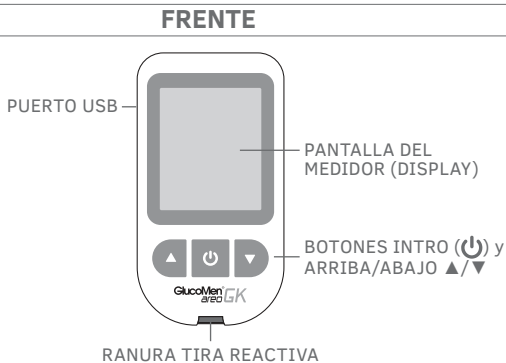 FRENTE
PUERTO USB
PANTALLA DEL
MEDIDOR (DISPLAY)
BOTONES INTRO (⏻) y
ARRIBA/ABAJO ▲/▼
GlucoMen®
areo GK
RANURA TIRA REACTIVA